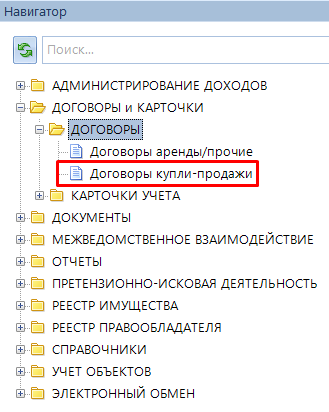 Навигатор
Поиск...
АДМИНИСТРИРОВАНИЕ ДОХОДОВ
ДОГОВОРЫ и КАРТОЧКИ
ДОГОВОРЫ
Договоры аренды/прочие
Договоры купли-продажи
КАРТОЧКИ УЧЕТА
ДОКУМЕНТЫ
МЕЖВЕДОМСТВЕННОЕ ВЗАИМОДЕЙСТВИЕ
ОТЧЕТЫ
ПРЕТЕНЗИОННО-ИСКОВАЯ ДЕЯТЕЛЬНОСТЬ
РЕЕСТР ИМУЩЕСТВА
РЕЕСТР ПРАВООБЛАДАТЕЛЯ
СПРАВОЧНИКИ
УЧЕТ ОБЪЕКТОВ
ЭЛЕКТРОННЫЙ ОБМЕН